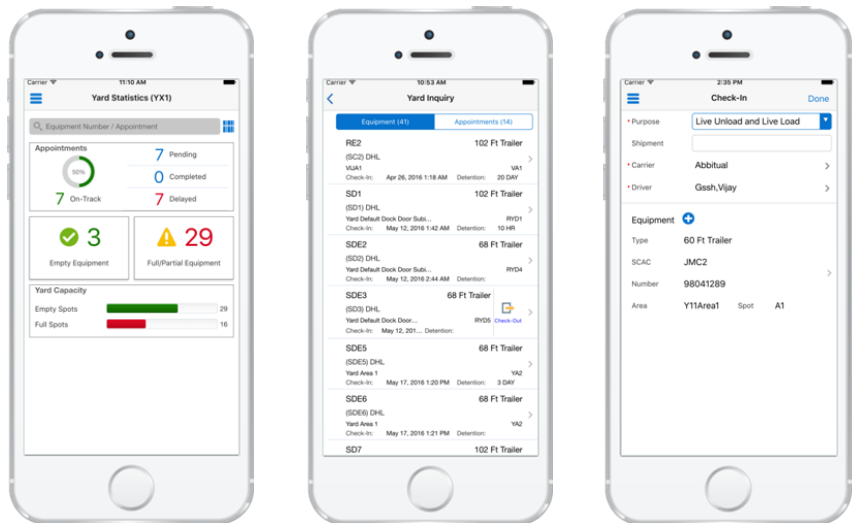 Carrier 11:10 AM
Yard Statistics (YX1)
Equipment Number / Appointment
Appointments
50%
7 On-Track
7 Pending
0 Completed
7 Delayed
3
Empty Equipment
29
Full/Partial Equipment
Yard Capacity
Empty Spots 29
Full Spots 16
Carrier 10:53 AM
Yard Inquiry
Equipment (41) Appointments (14)
RE2 102 Ft Trailer
(SC2) DHL
VIJA1 VA1
Check-In: Apr 26, 2016 1:18 AM Detention: 20 DAY
SD1 102 Ft Trailer
(SD1) DHL
Yard Default Dock Door Subi... RYD1
Check-In: May 12, 2016 1:42 AM Detention: 10 HR
SDE2 68 Ft Trailer
(SD2) DHL
Yard Default Dock Door Subi... RYD4
Check-In: May 12, 2016 2:44 AM Detention:
SDE3 68 Ft Trailer
(SD3) DHL
Yard Default Dock Door... RYD5 Check-Out
Check-In: May 12, 201... Detention:
SDE5 68 Ft Trailer
(SDE5) DHL
Yard Area 1 YA2
Check-In: May 17, 2016 1:20 PM Detention: 3 DAY
SDE6 68 Ft Trailer
(SDE6) DHL
Yard Area 1 YA2
Check-In: May 17, 2016 1:21 PM Detention:
SD7 102 Ft Trailer
Carrier 2:35 PM
Check-In Done
* Purpose Live Unload and Live Load
Shipment
* Carrier Abbitual
* Driver Gssh,Vijay
Equipment
Type 60 Ft Trailer
SCAC JMC2
Number 98041289
Area Y11Area1 Spot A1